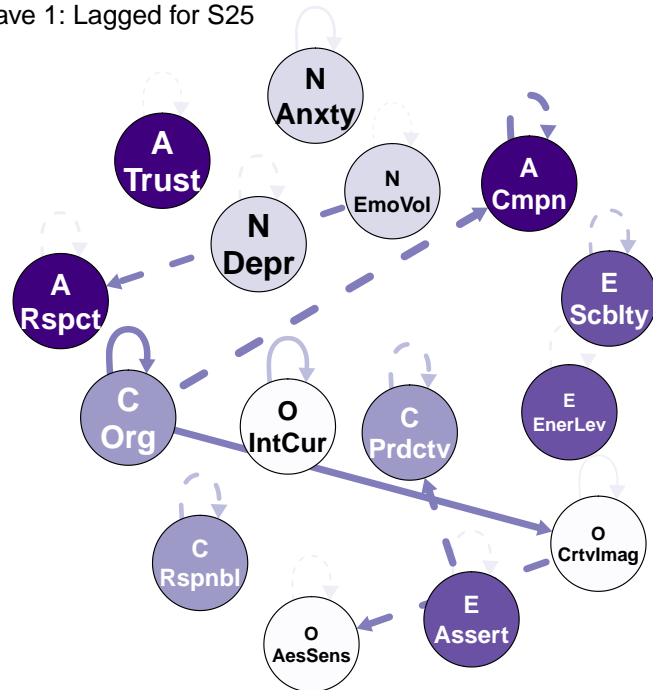 ave 1: Lagged for S25
N
Anxty
A
Trust
A
Cmpn
N
EmoVol
N
Depr
A
Rspct
E
Scblty
C
Org
O
IntCur
C
Prdctv
E
EnerLev
O
CrtvImag
C
Rspnbl
E
Assert
O
AesSens